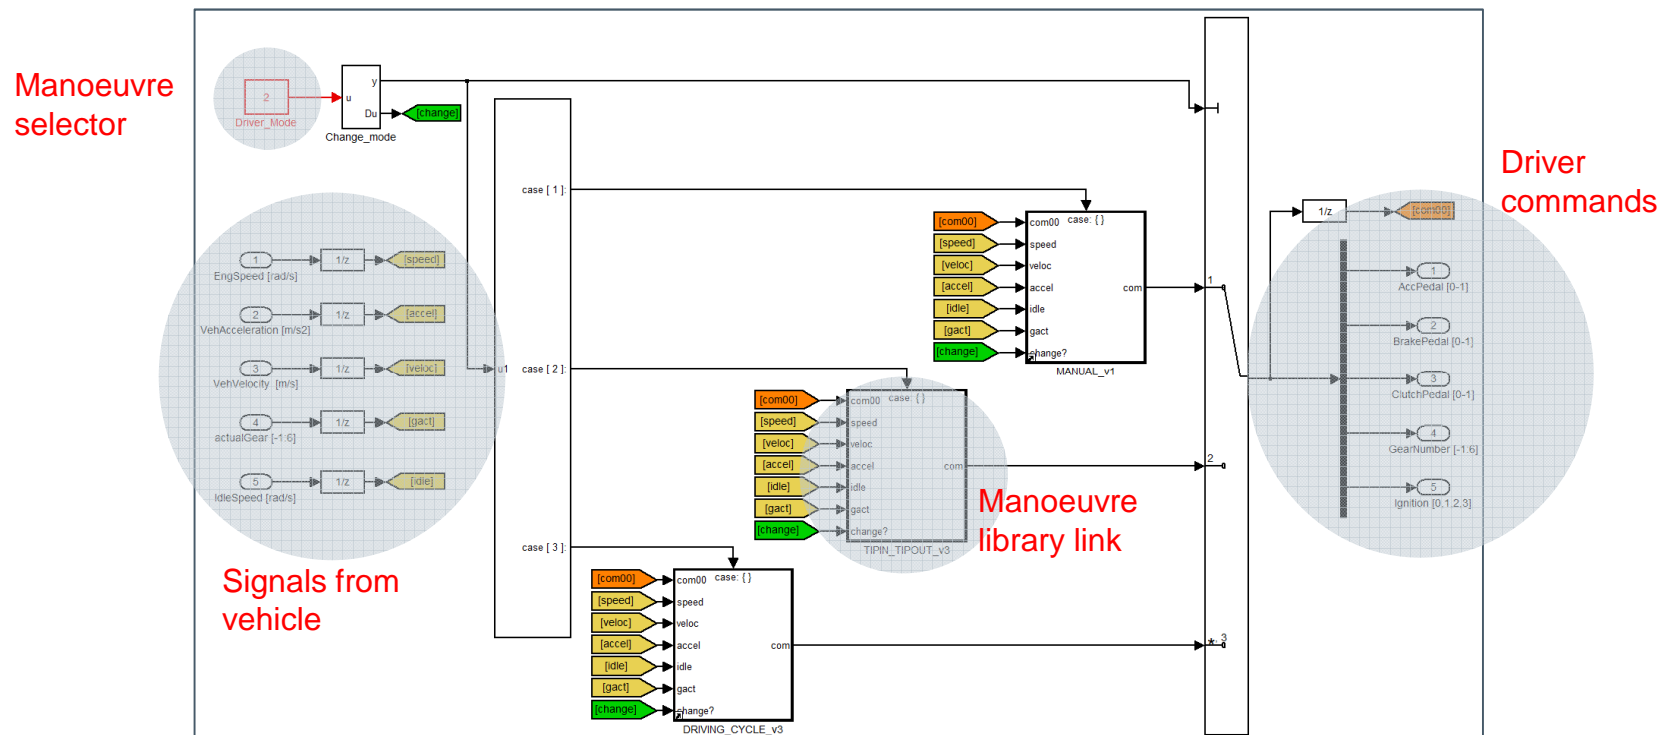 Manoeuvre
selector
2
Driver_Mode
u
y
Du
Change_mode
[change]
Signals from
vehicle
1
EngSpeed [rad/s]
1/z
[speed]
2
VehAcceleration [m/s2]
1/z
[accel]
3
VehVelocity [m/s]
1/z
[veloc]
4
actualGear [-1:6]
1/z
[gact]
5
IdleSpeed [rad/s]
1/z
[idle]
u1
case [ 1 ]:
case [ 2 ]:
case [ 3 ]:
[com00]
[speed]
[veloc]
[accel]
[idle]
[gact]
[change]
com00
case: { }
speed
veloc
accel
idle
gact
change?
com
MANUAL_v1
[com00]
[speed]
[veloc]
[accel]
[idle]
[gact]
[change]
com00
case: { }
speed
veloc
accel
idle
gact
change?
com
TIPIN_TIPOUT_v3
Manoeuvre
library link
[com00]
[speed]
[veloc]
[accel]
[idle]
[gact]
[change]
com00
case: { }
speed
veloc
accel
idle
gact
change?
com
DRIVING_CYCLE_v3
1
2
*, 3
Driver
commands
1/z
[com00]
1
AccPedal [0-1]
2
BrakePedal [0-1]
3
ClutchPedal [0-1]
4
GearNumber [-1:6]
5
Ignition [0,1,2,3]